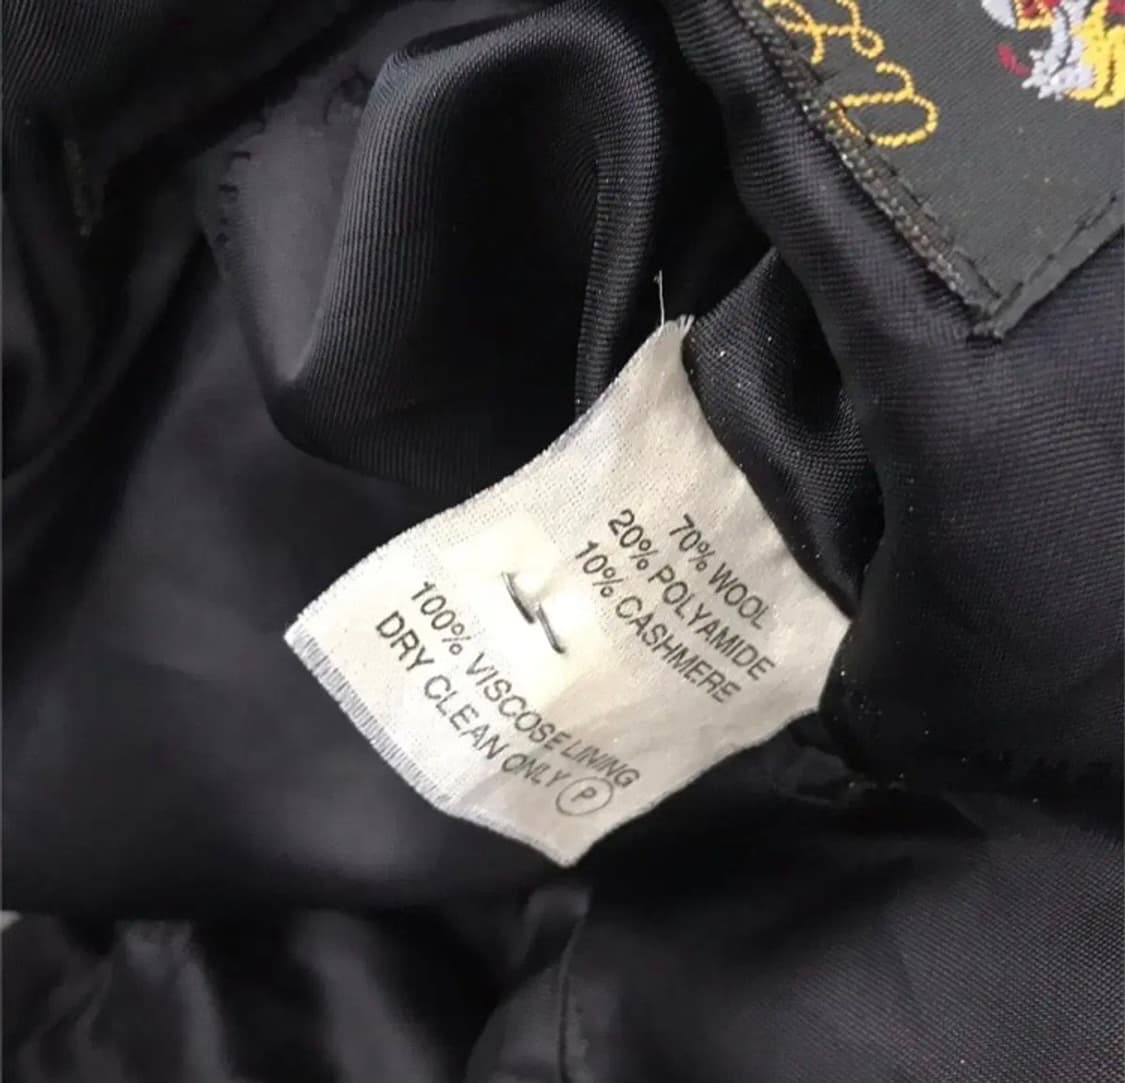 70% WOOL
20% POLYAMIDE
10% CASHMERE
100% VISCOSE LINING
DRY CLEAN ONLY Ⓟ